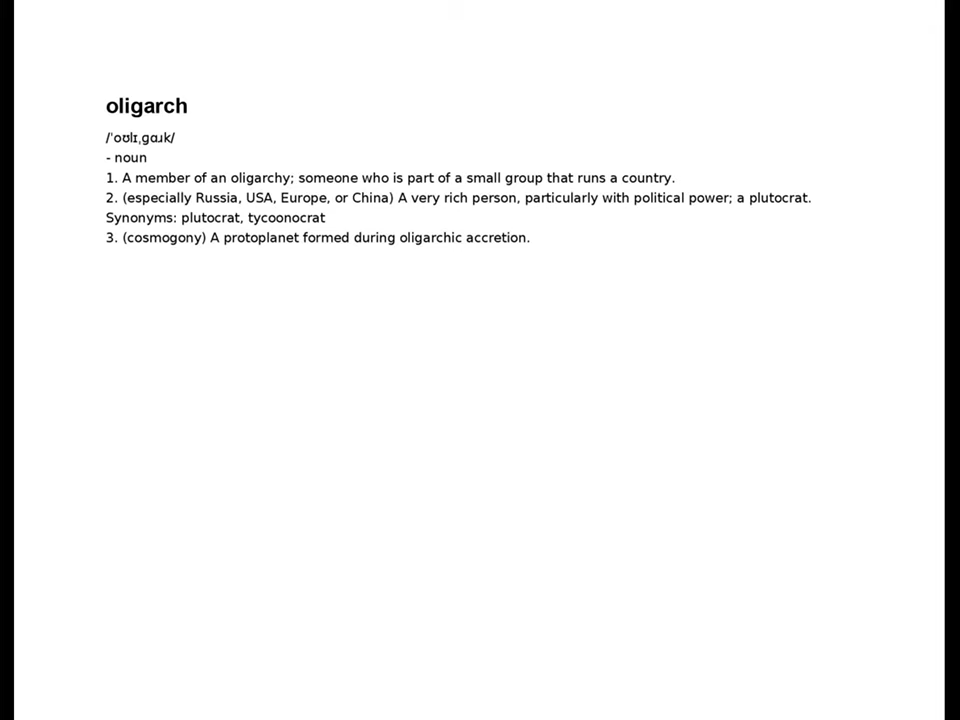 oligarch
/ˈoʊlɪˌɡɑɹk/
- noun
1. A member of an oligarchy; someone who is part of a small group that runs a country.
2. (especially Russia, USA, Europe, or China) A very rich person, particularly with political power; a plutocrat.
Synonyms: plutocrat, tycoonocrat
3. (cosmogony) A protoplanet formed during oligarchic accretion.